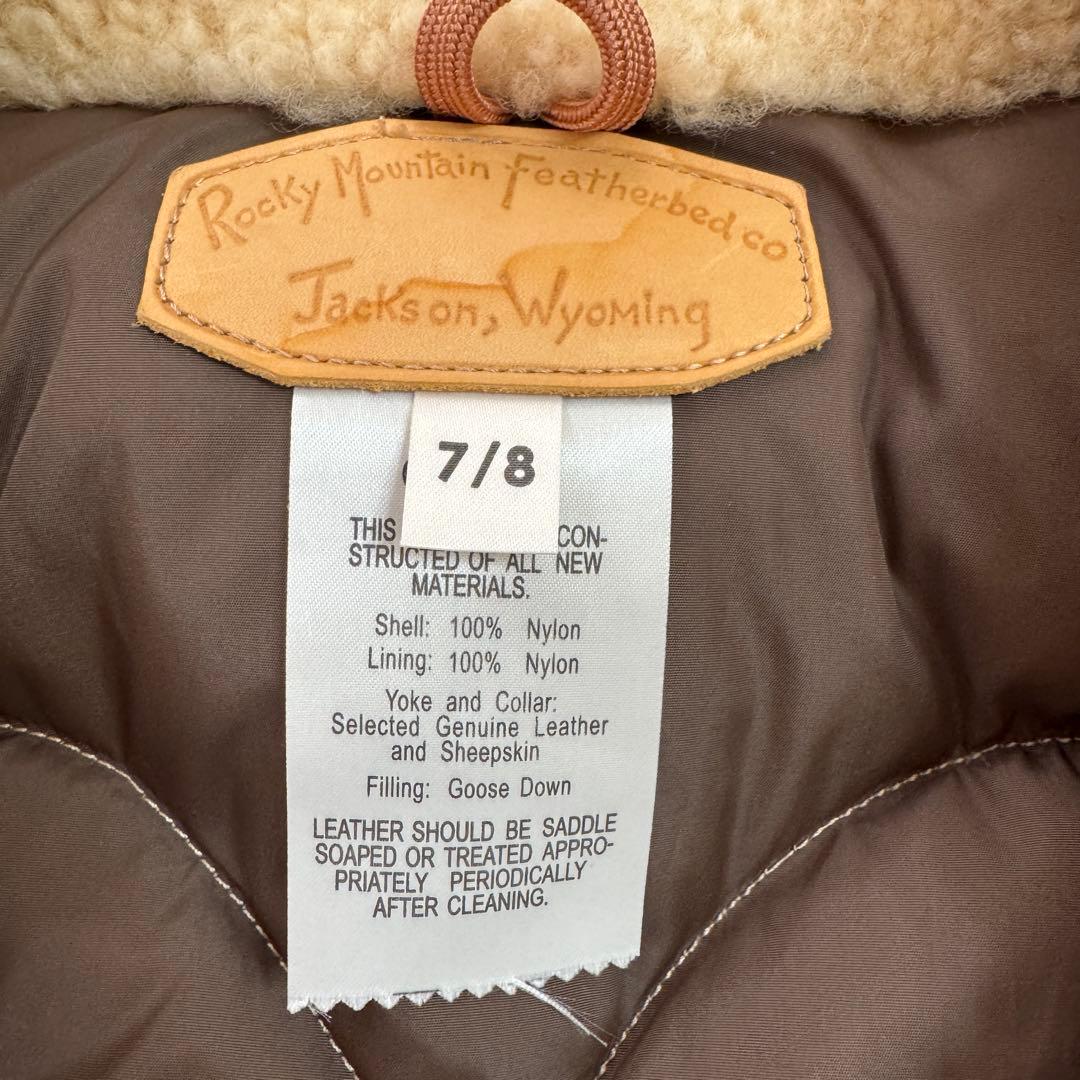 Rocky Mountain Featherbed co
Jackson, Wyoming
7/8
THIS CON-
STRUCTED OF ALL NEW
MATERIALS.
Shell: 100% Nylon
Lining: 100% Nylon
Yoke and Collar:
Selected Genuine Leather
and Sheepskin
Filling: Goose Down
LEATHER SHOULD BE SADDLE
SOAPED OR TREATED APPRO-
PRIATELY PERIODICALLY
AFTER CLEANING.